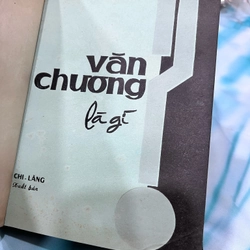 văn
chương
là gì
CHI-LĂNG
xuất bản